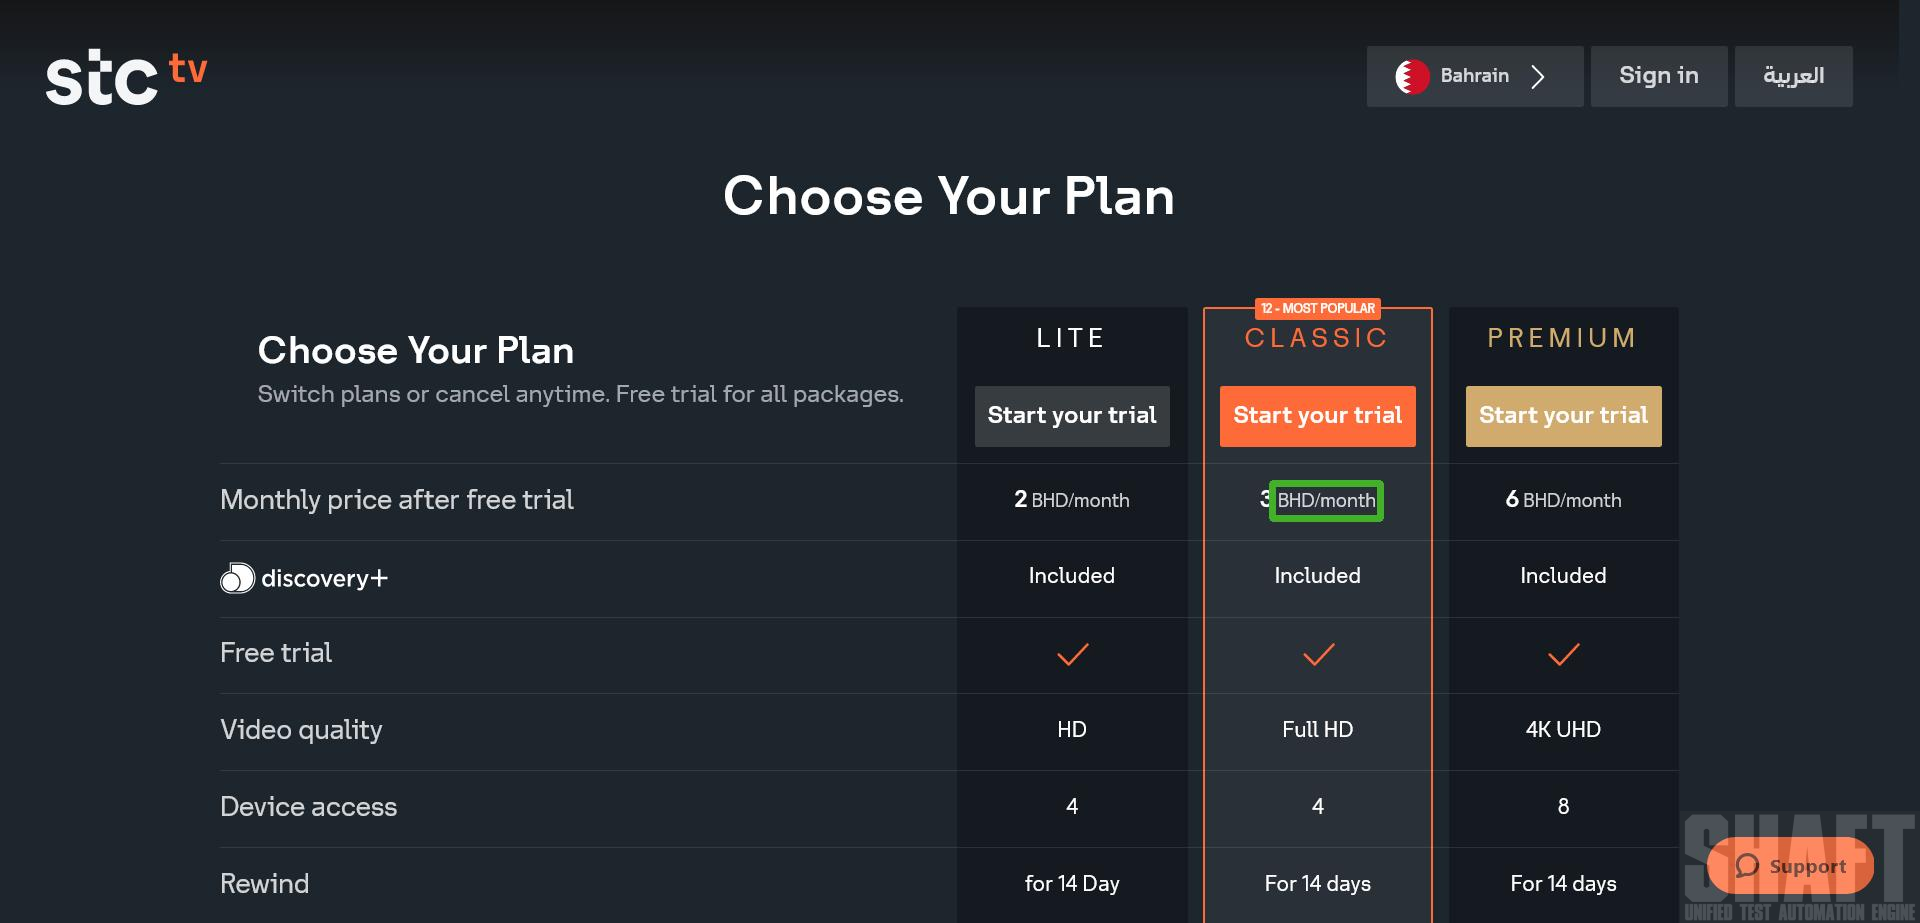 stc tv
Bahrain
Sign in
العربية
Choose Your Plan
12 - MOST POPULAR
Choose Your Plan
Switch plans or cancel anytime. Free trial for all packages.
LITE
CLASSIC
PREMIUM
Start your trial
Start your trial
Start your trial
Monthly price after free trial
2 BHD/month
3 BHD/month
6 BHD/month
discovery+
Included
Included
Included
Free trial
Video quality
HD
Full HD
4K UHD
Device access
4
4
8
Rewind
for 14 Day
For 14 days
For 14 days
Support
SHAFT
UNIFIED TEST AUTOMATION ENGINE